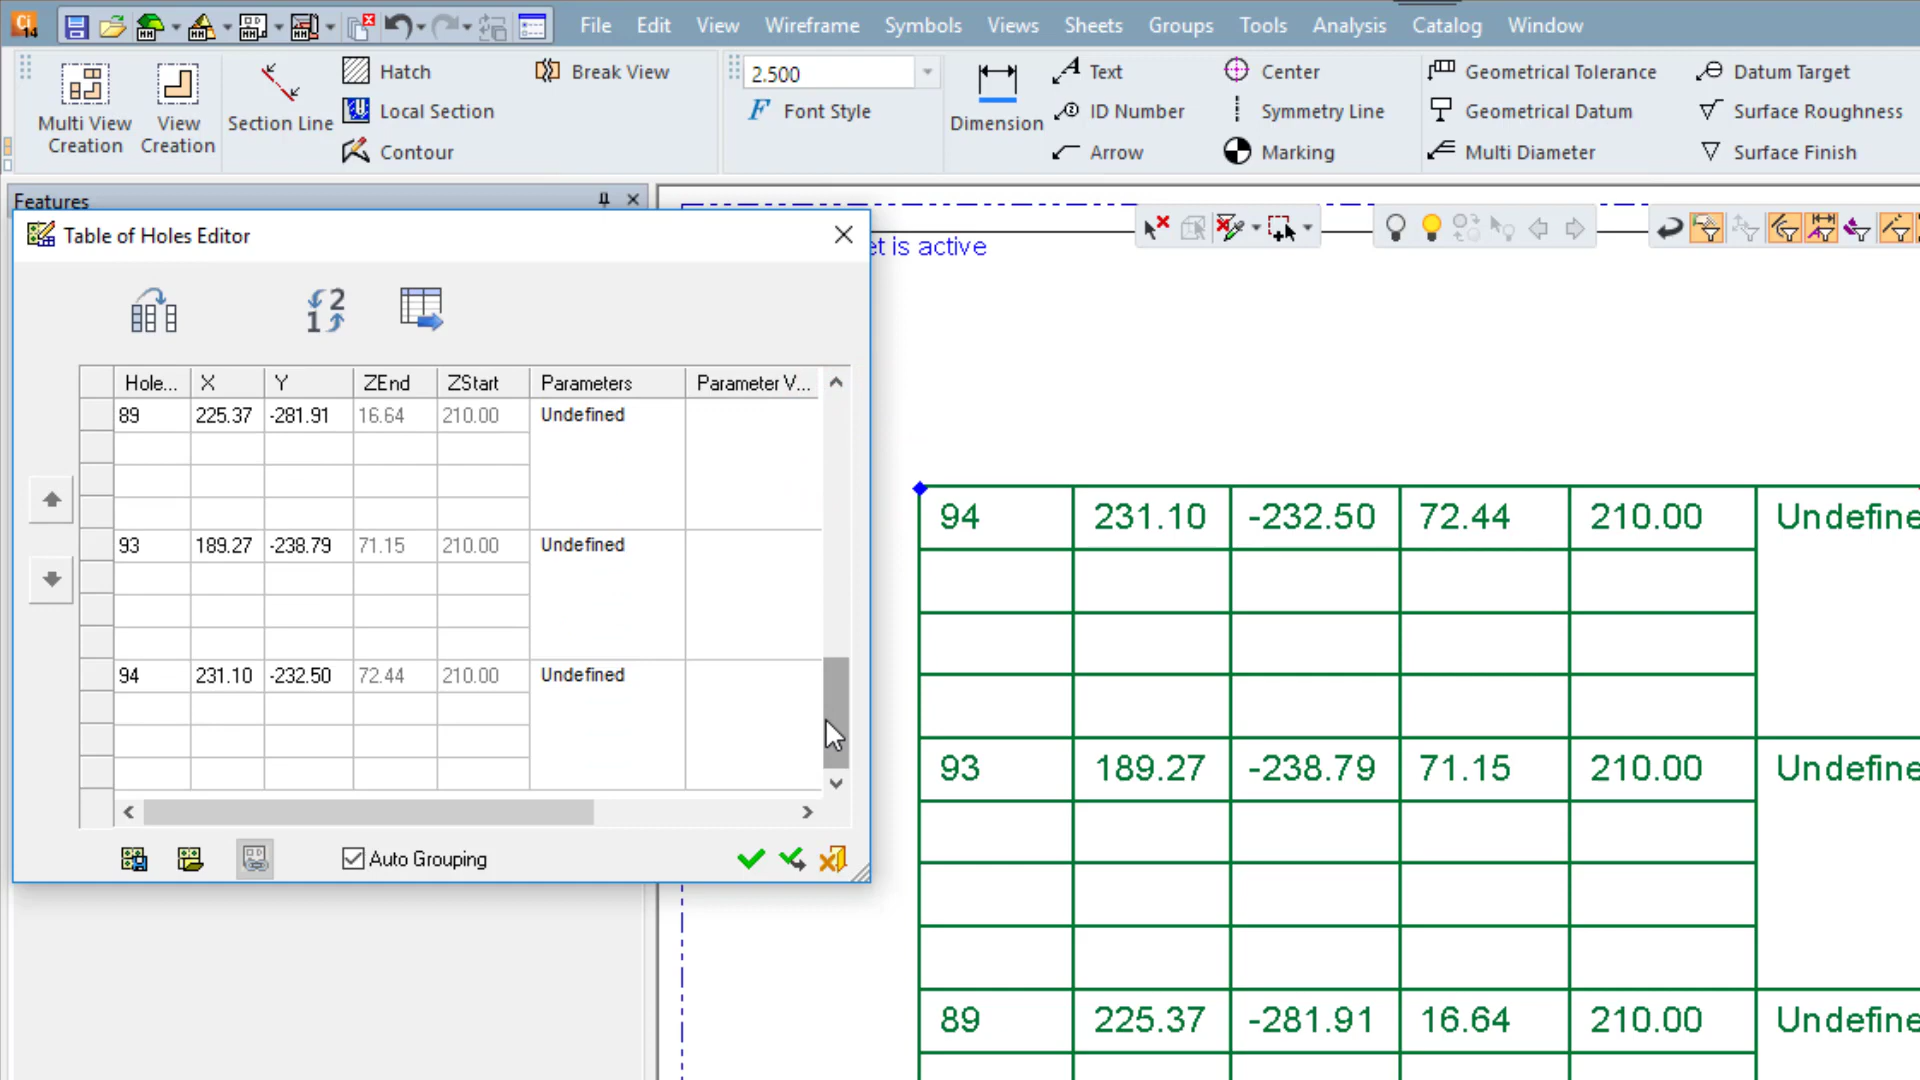 Ci 14 File Edit View Wireframe Symbols Views Sheets Groups Tools Analysis Catalog Window
Multi View Creation
View Creation
Section Line
Hatch
Local Section
Contour
Break View
2.500
Font Style
Dimension
Text
ID Number
Arrow
Center
Symmetry Line
Marking
Geometrical Tolerance
Geometrical Datum
Multi Diameter
Datum Target
Surface Roughness
Surface Finish
Features
Table of Holes Editor
et is active
Hole... X Y ZEnd ZStart Parameters Parameter V...
89 225.37 -281.91 16.64 210.00 Undefined
93 189.27 -238.79 71.15 210.00 Undefined
94 231.10 -232.50 72.44 210.00 Undefined
Auto Grouping
94 231.10 -232.50 72.44 210.00 Undefine
93 189.27 -238.79 71.15 210.00 Undefine
89 225.37 -281.91 16.64 210.00 Undefine